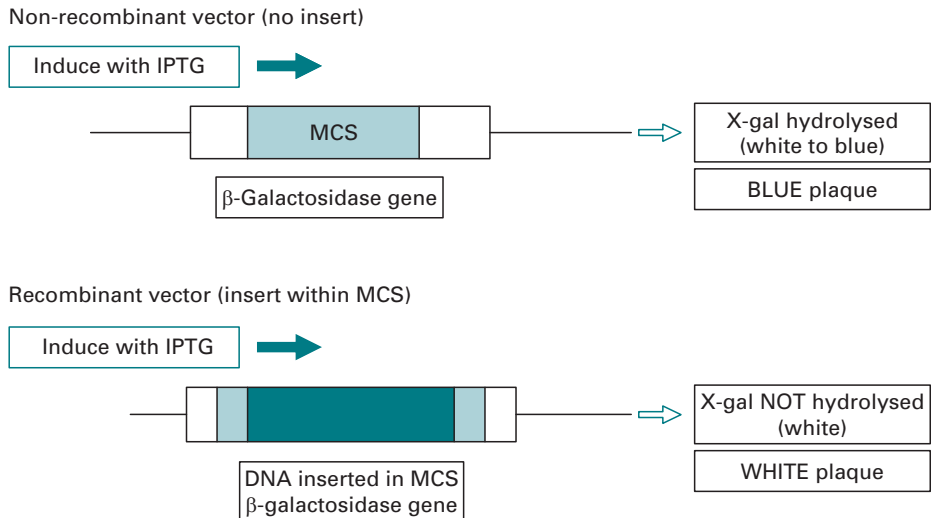 Non-recombinant vector (no insert)
Induce with IPTG
MCS
β-Galactosidase gene
X-gal hydrolysed
(white to blue)
BLUE plaque
Recombinant vector (insert within MCS)
Induce with IPTG
DNA inserted in MCS
β-galactosidase gene
X-gal NOT hydrolysed
(white)
WHITE plaque